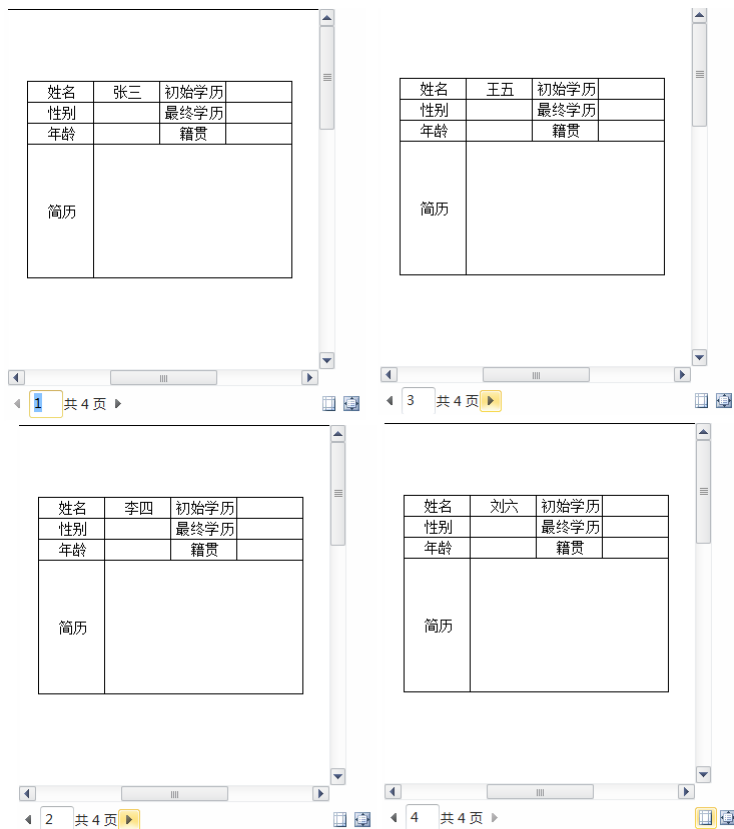 姓名 张三 初始学历
性别 最终学历
年龄 籍贯
简历
1 共 4 页
姓名 王五 初始学历
性别 最终学历
年龄 籍贯
简历
3 共 4 页
姓名 李四 初始学历
性别 最终学历
年龄 籍贯
简历
2 共 4 页
姓名 刘六 初始学历
性别 最终学历
年龄 籍贯
简历
4 共 4 页